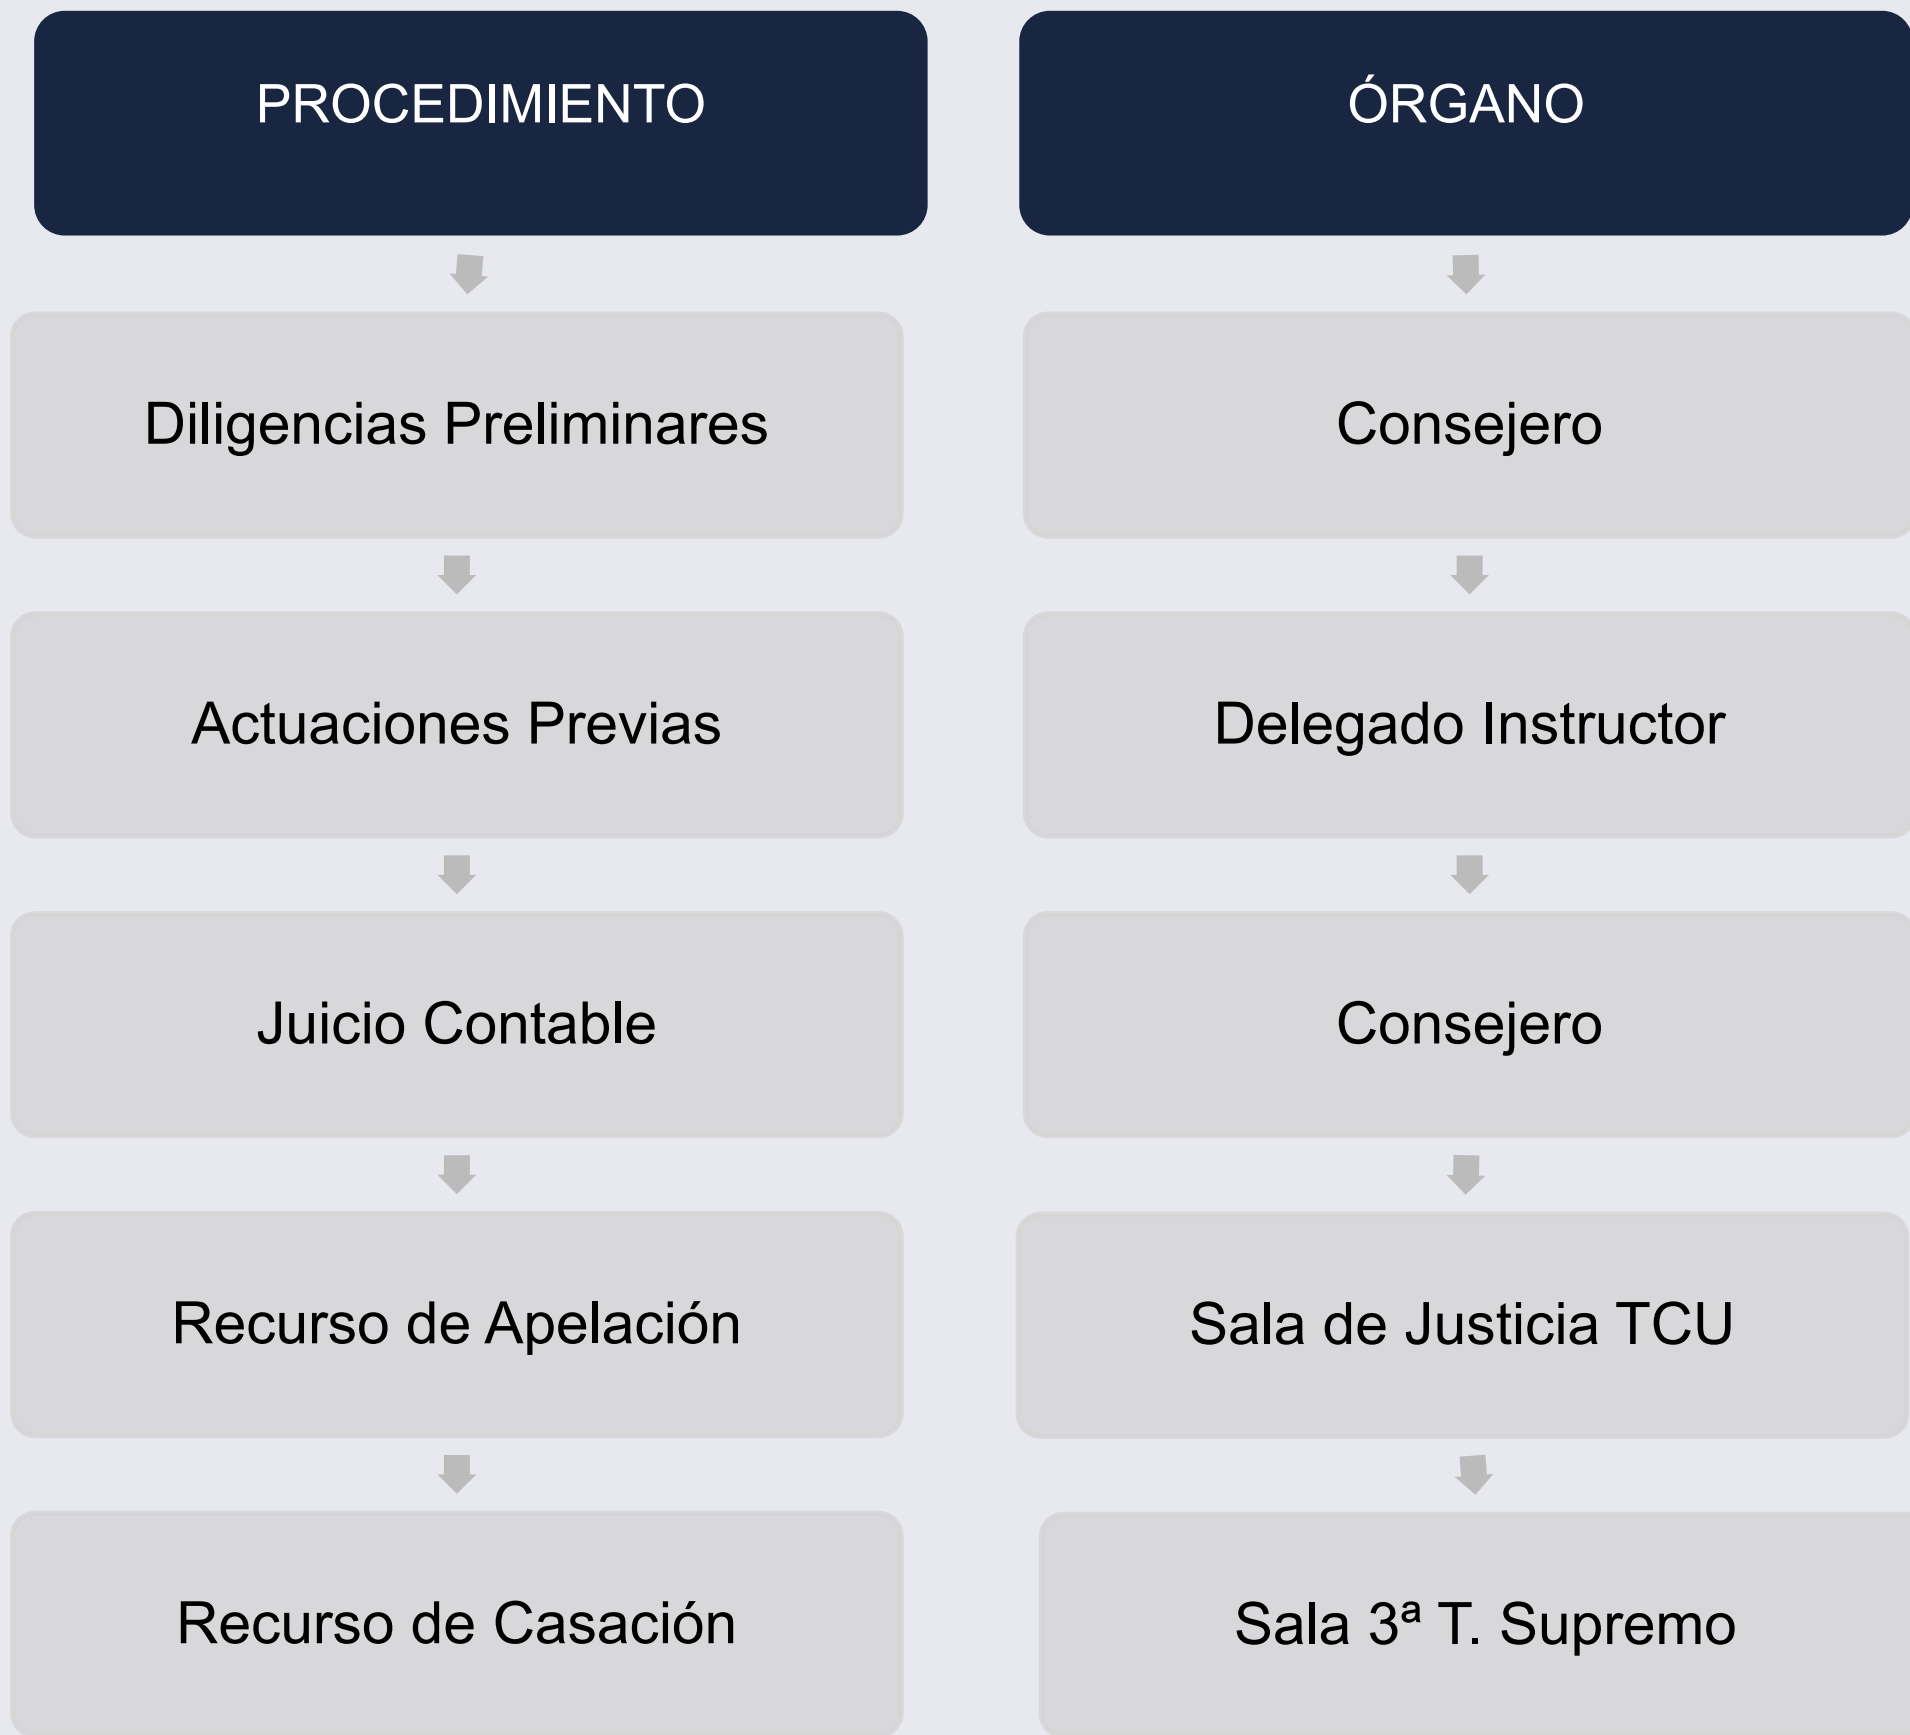 PROCEDIMIENTO
ÓRGANO
Diligencias Preliminares
Consejero
Actuaciones Previas
Delegado Instructor
Juicio Contable
Consejero
Recurso de Apelación
Sala de Justicia TCU
Recurso de Casación
Sala 3ª T. Supremo